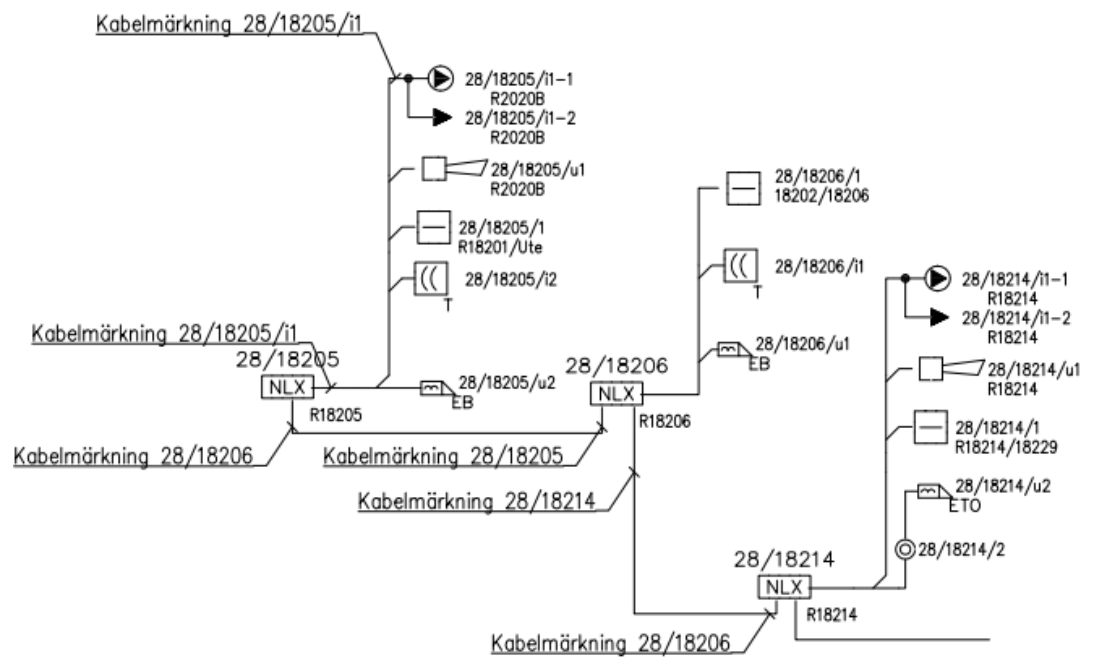 Kabelmärkning 28/18205/i1
28/18205/i1-1
R2020B
28/18205/i1-2
R2020B
28/18205/u1
R2020B
28/18205/1
R18201/Ute
28/18205/i2
T
Kabelmärkning 28/18205/i1
28/18205
NLX
R18205
28/18205/u2
EB
Kabelmärkning 28/18206
28/18206/1
18202/18206
28/18206/i1
T
28/18206/u1
EB
28/18206
NLX
R18206
Kabelmärkning 28/18205
Kabelmärkning 28/18214
28/18214/i1-1
R18214
28/18214/i1-2
R18214
28/18214/u1
R18214
28/18214/1
R18214/18229
28/18214/u2
ETO
28/18214/2
28/18214
NLX
R18214
Kabelmärkning 28/18206